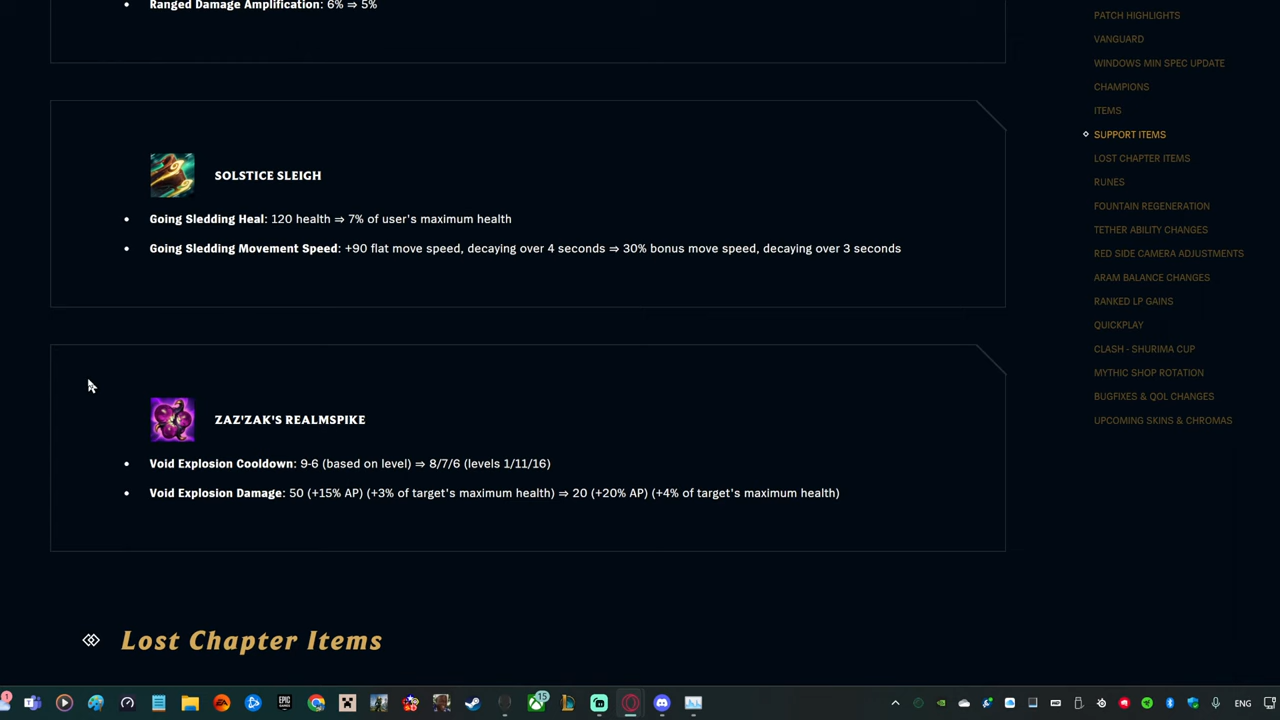 Ranged Damage Amplification: 6% ⇒ 5%
SOLSTICE SLEIGH
Going Sledding Heal: 120 health ⇒ 7% of user's maximum health
Going Sledding Movement Speed: +90 flat move speed, decaying over 4 seconds ⇒ 30% bonus move speed, decaying over 3 seconds
ZAZ'ZAK'S REALMSPIKE
Void Explosion Cooldown: 9-6 (based on level) ⇒ 8/7/6 (levels 1/11/16)
Void Explosion Damage: 50 (+15% AP) (+3% of target's maximum health) ⇒ 20 (+20% AP) (+4% of target's maximum health)
Lost Chapter Items
PATCH HIGHLIGHTS
VANGUARD
WINDOWS MIN SPEC UPDATE
CHAMPIONS
ITEMS
SUPPORT ITEMS
LOST CHAPTER ITEMS
RUNES
FOUNTAIN REGENERATION
TETHER ABILITY CHANGES
RED SIDE CAMERA ADJUSTMENTS
ARAM BALANCE CHANGES
RANKED LP GAINS
QUICKPLAY
CLASH - SHURIMA CUP
MYTHIC SHOP ROTATION
BUGFIXES & QOL CHANGES
UPCOMING SKINS & CHROMAS
1
EA
EPIC
15
ENG